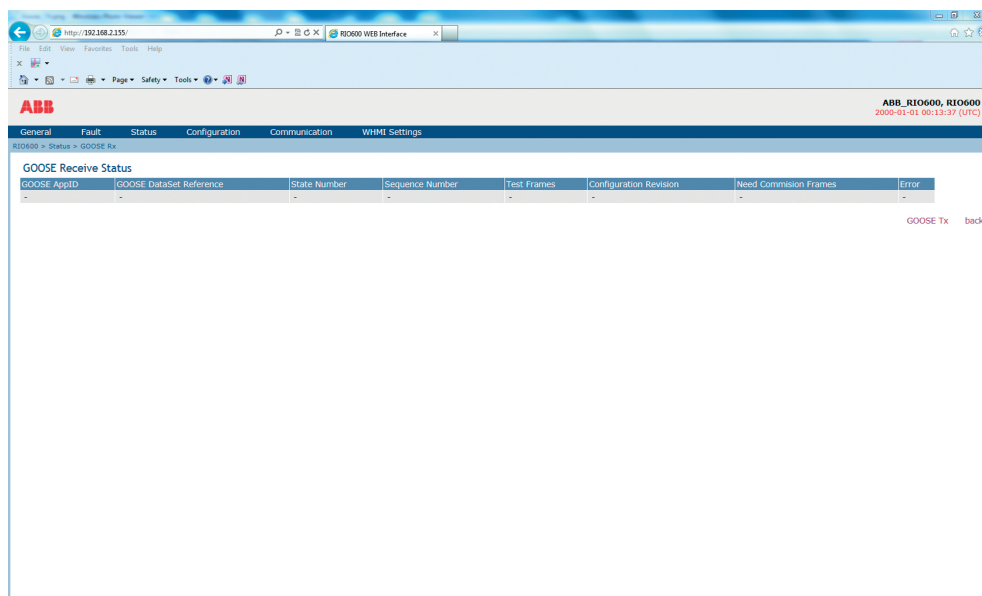 http://192.168.2.155/
RIO600 WEB Interface
File Edit View Favorites Tools Help
Page Safety Tools
ABB
ABB_RIO600, RIO600
2000-01-01 00:13:37 (UTC)
General Fault Status Configuration Communication WHMI Settings
RIO600 > Status > GOOSE Rx
GOOSE Receive Status
GOOSE AppID GOOSE DataSet Reference State Number Sequence Number Test Frames Configuration Revision Need Commision Frames Error
- - - - - - - -
GOOSE Tx back